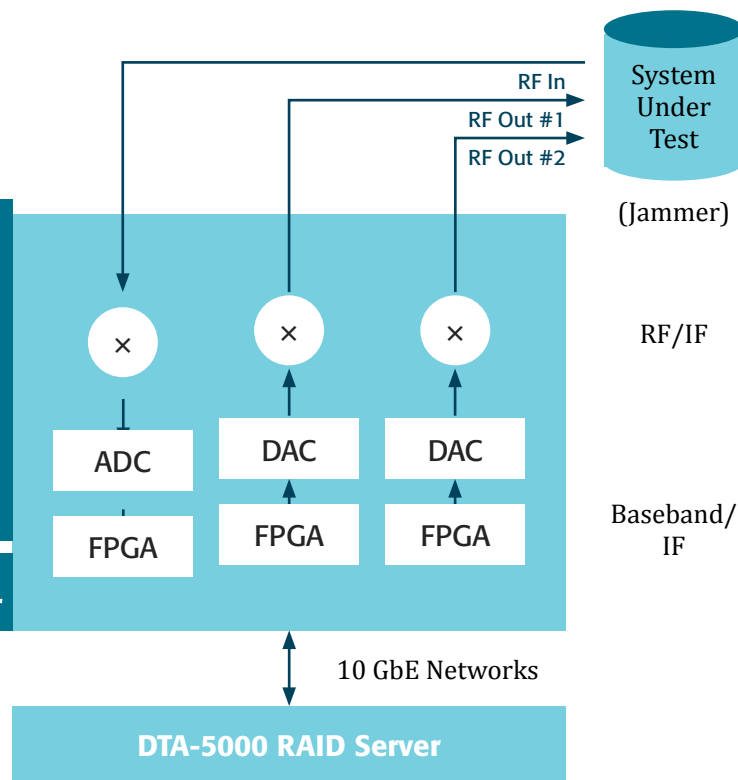 System
Under
Test
RF In
RF Out #1
RF Out #2
(Jammer)
× × ×
RF/IF
ADC DAC DAC
FPGA FPGA FPGA
Baseband/
IF
10 GbE Networks
DTA-5000 RAID Server